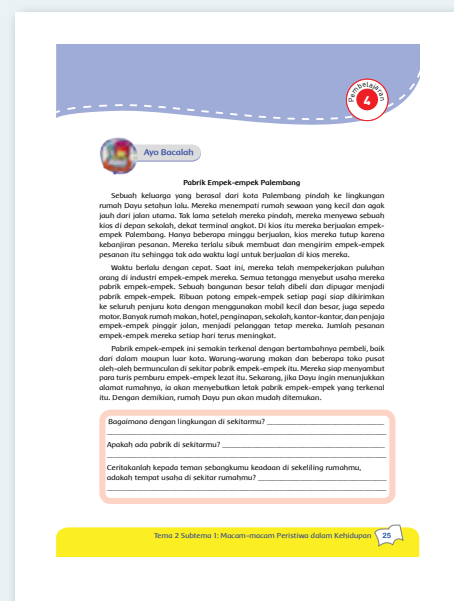 Pembelajaran
4
Ayo Bacalah
Pabrik Empek-empek Palembang
Sebuah keluarga yang berasal dari kota Palembang pindah ke lingkungan
rumah Dayu setahun lalu. Mereka menempati rumah sewaan yang kecil dan agak
jauh dari jalan utama. Tak lama setelah mereka pindah, mereka menyewa sebuah
kios di depan sekolah, dekat terminal angkot. Di kios itu mereka berjualan empek-
empek Palembang. Hanya beberapa minggu berjualan, kios mereka tutup karena
kebanjiran pesanan. Mereka terlalu sibuk membuat dan mengirim empek-empek
pesanan itu sehingga tak ada waktu lagi untuk berjualan di kios mereka.
Waktu berlalu dengan cepat. Saat ini, mereka telah mempekerjakan puluhan
orang di industri empek-empek mereka. Semua tetangga menyebut usaha mereka
pabrik empek-empek. Sebuah bangunan besar telah dibeli dan dipugar menjadi
pabrik empek-empek. Ribuan potong empek-empek setiap pagi siap dikirimkan
ke seluruh penjuru kota dengan menggunakan mobil kecil dan besar, juga sepeda
motor. Banyak rumah makan, hotel, penginapan, sekolah, kantor-kantor, dan penjaja
empek-empek pinggir jalan, menjadi pelanggan tetap mereka. Jumlah pesanan
empek-empek mereka setiap hari terus meningkat.
Pabrik empek-empek ini semakin terkenal dengan bertambahnya pembeli, baik
dari dalam maupun luar kota. Warung-warung makan dan beberapa toko pusat
oleh-oleh bermunculan di sekitar pabrik empek-empek itu. Mereka siap menyambut
para turis pemburu empek-empek lezat itu. Sekarang, jika Dayu ingin menunjukkan
alamat rumahnya, ia akan menyebutkan letak pabrik empek-empek yang terkenal
itu. Dengan demikian, rumah Dayu pun akan mudah ditemukan.
Bagaimana dengan lingkungan di sekitarmu?
Apakah ada pabrik di sekitarmu?
Ceritakanlah kepada teman sebangkumu keadaan di sekeliling rumahmu,
adakah tempat usaha di sekitar rumahmu?
Tema 2 Subtema 1: Macam-macam Peristiwa dalam Kehidupan
25